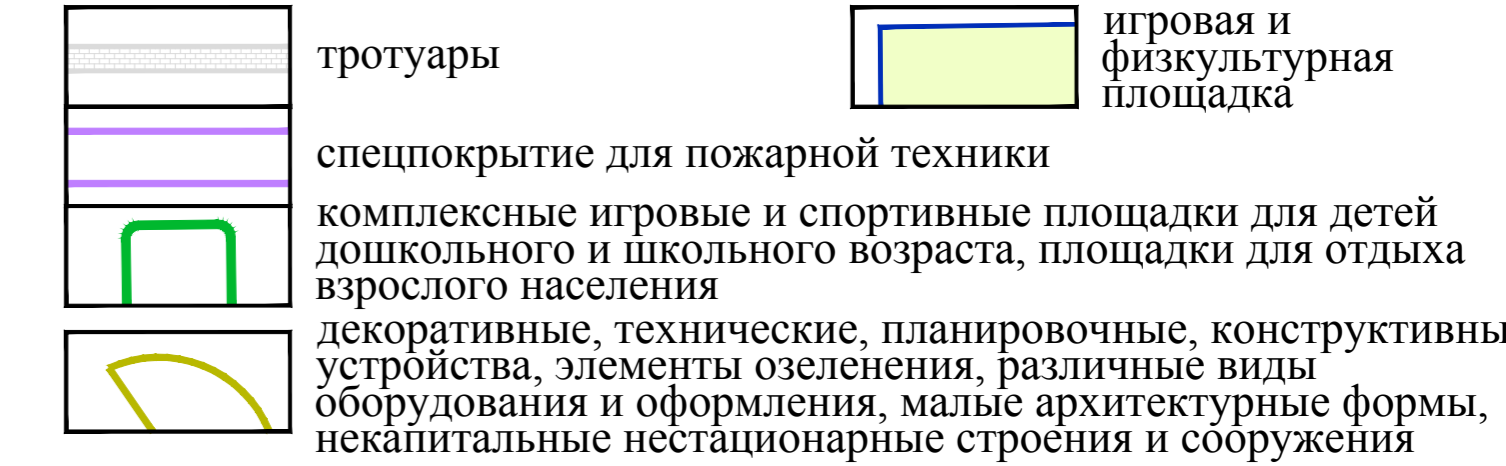 тротуары
игровая и
физкультурная
площадка
спецпокрытие для пожарной техники
комплексные игровые и спортивные площадки для детей
дошкольного и школьного возраста, площадки для отдыха
взрослого населения
декоративные, технические, планировочные, конструктивны
устройства, элементы озеленения, различные виды
оборудования и оформления, малые архитектурные формы,
некапитальные нестационарные строения и сооружения